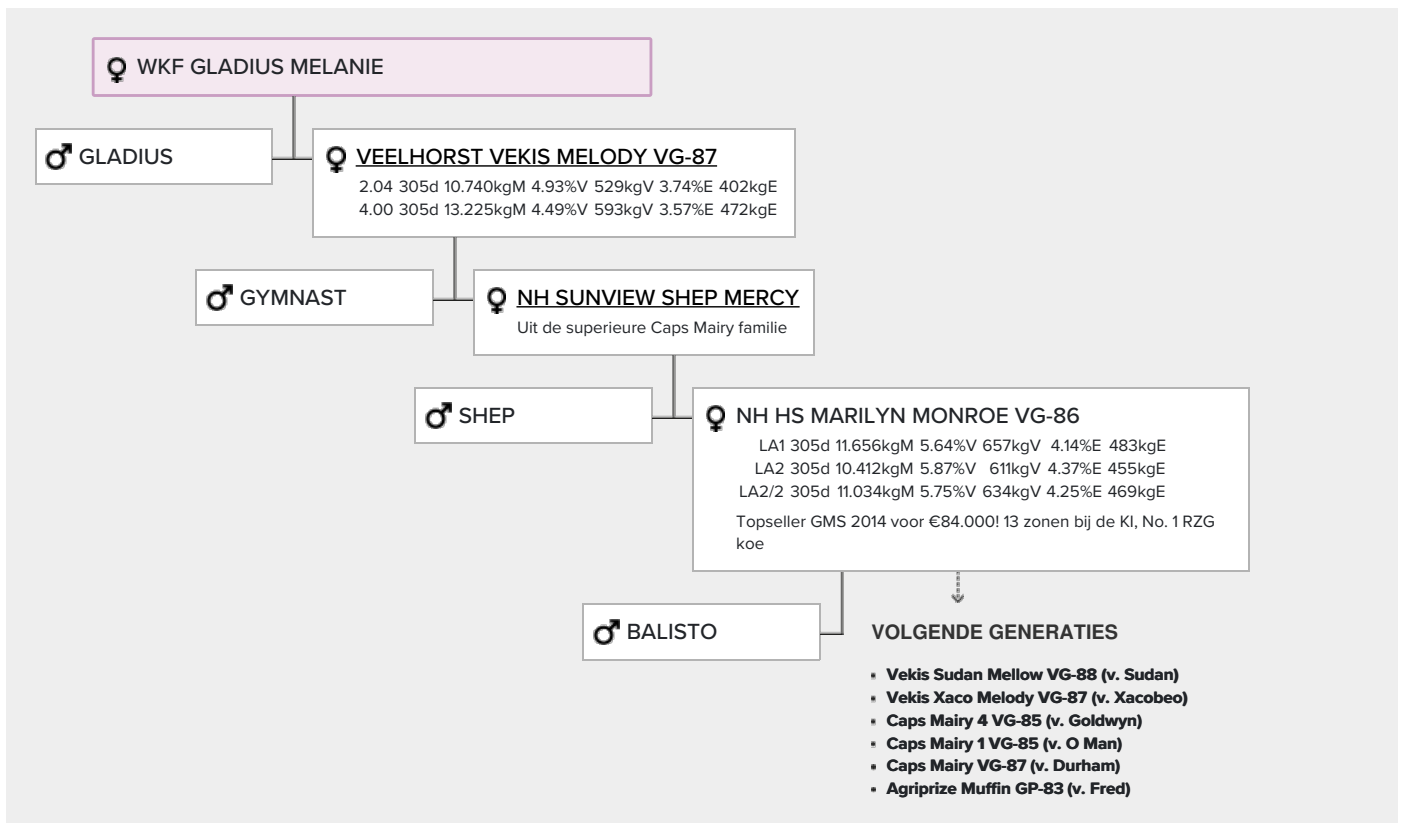 WKF GLADIUS MELANIE
GLADIUS
VEELHORST VEKIS MELODY VG-87
2.04 305d 10.740kgM 4.93%V 529kgV 3.74%E 402kgE
4.00 305d 13.225kgM 4.49%V 593kgV 3.57%E 472kgE
GYMNAST
NH SUNVIEW SHEP MERCY
Uit de superieure Caps Mairy familie
SHEP
NH HS MARILYN MONROE VG-86
LA1 305d 11.656kgM 5.64%V 657kgV 4.14%E 483kgE
LA2 305d 10.412kgM 5.87%V 611kgV 4.37%E 455kgE
LA2/2 305d 11.034kgM 5.75%V 634kgV 4.25%E 469kgE
Topseller GMS 2014 voor €84.000! 13 zonen bij de KI, No. 1 RZG
koe
BALISTO
VOLGENDE GENERATIES
Vekis Sudan Mellow VG-88 (v. Sudan)
Vekis Xaco Melody VG-87 (v. Xacobeo)
Caps Mairy 4 VG-85 (v. Goldwyn)
Caps Mairy 1 VG-85 (v. O Man)
Caps Mairy VG-87 (v. Durham)
Agriprize Muffin GP-83 (v. Fred)